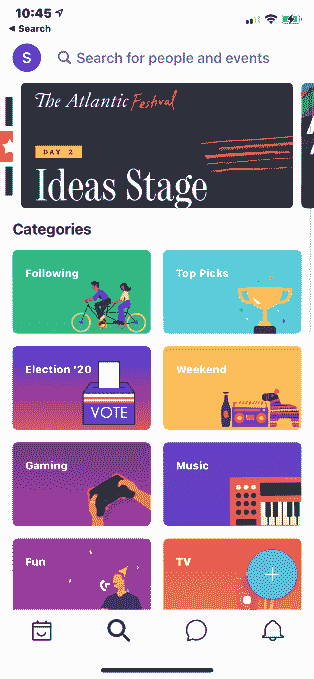 10:45
Search
S
Search for people and events
The Atlantic Festival
DAY 2
Ideas Stage
Categories
Following
Top Picks
Election '20
VOTE
Weekend
Gaming
Music
Fun
TV